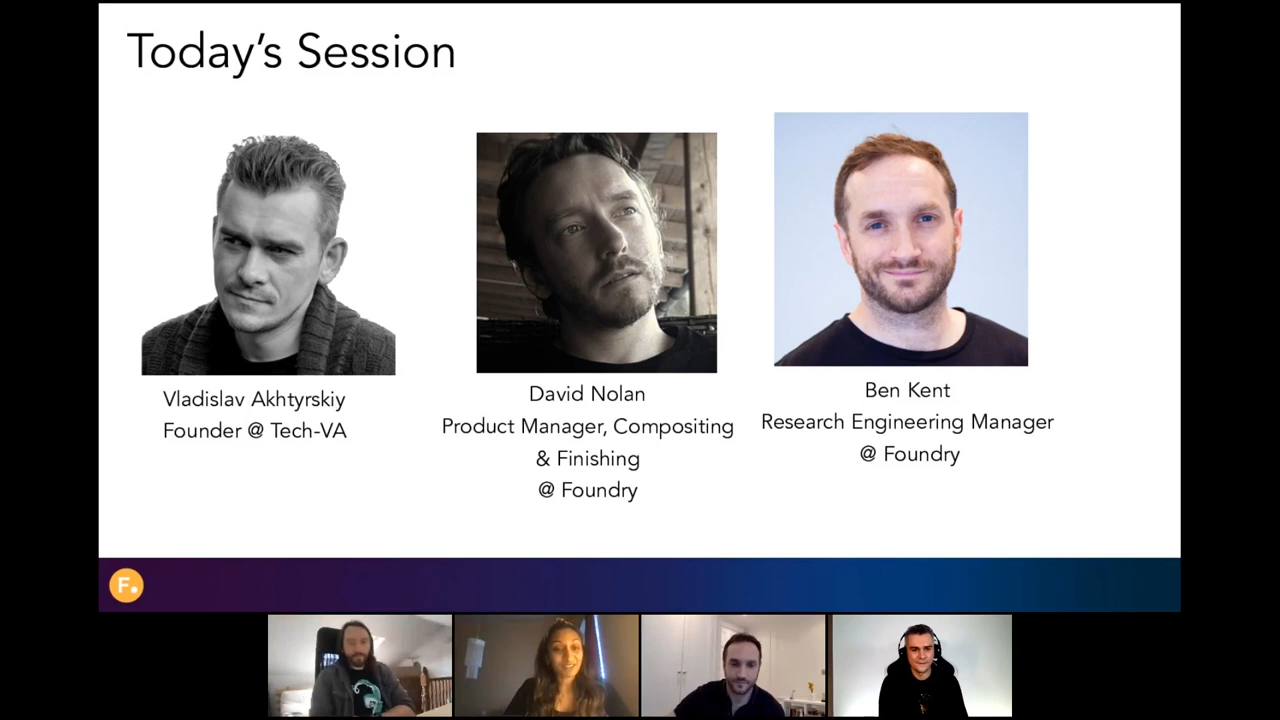 Today's Session
Vladislav Akhtyrskiy
Founder @ Tech-VA
David Nolan
Product Manager, Compositing
& Finishing
@ Foundry
Ben Kent
Research Engineering Manager
@ Foundry
F.